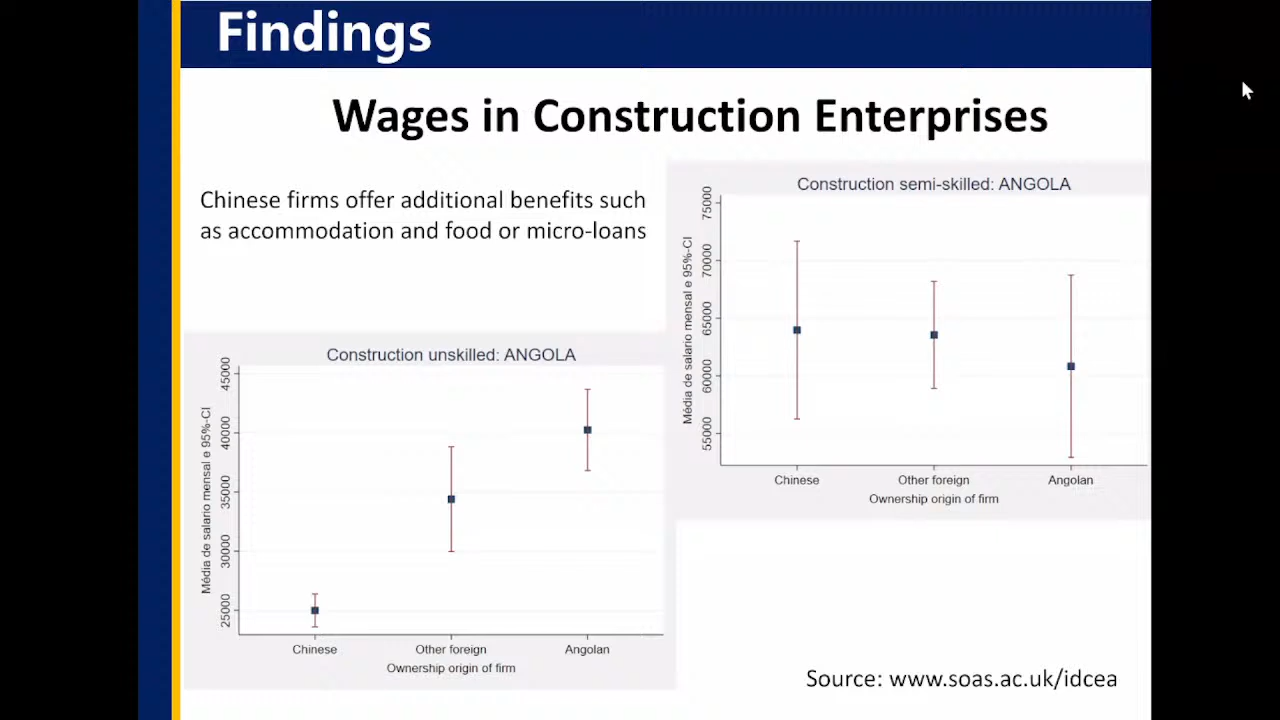 Findings
Wages in Construction Enterprises
Chinese firms offer additional benefits such
as accommodation and food or micro-loans
Construction semi-skilled: ANGOLA
Média de salario mensal e 95%-CI
75000
70000
65000
60000
55000
Chinese Other foreign Angolan
Ownership origin of firm
Construction unskilled: ANGOLA
Média de salario mensal e 95%-CI
45000
40000
35000
30000
25000
Chinese Other foreign Angolan
Ownership origin of firm
Source: www.soas.ac.uk/idcea